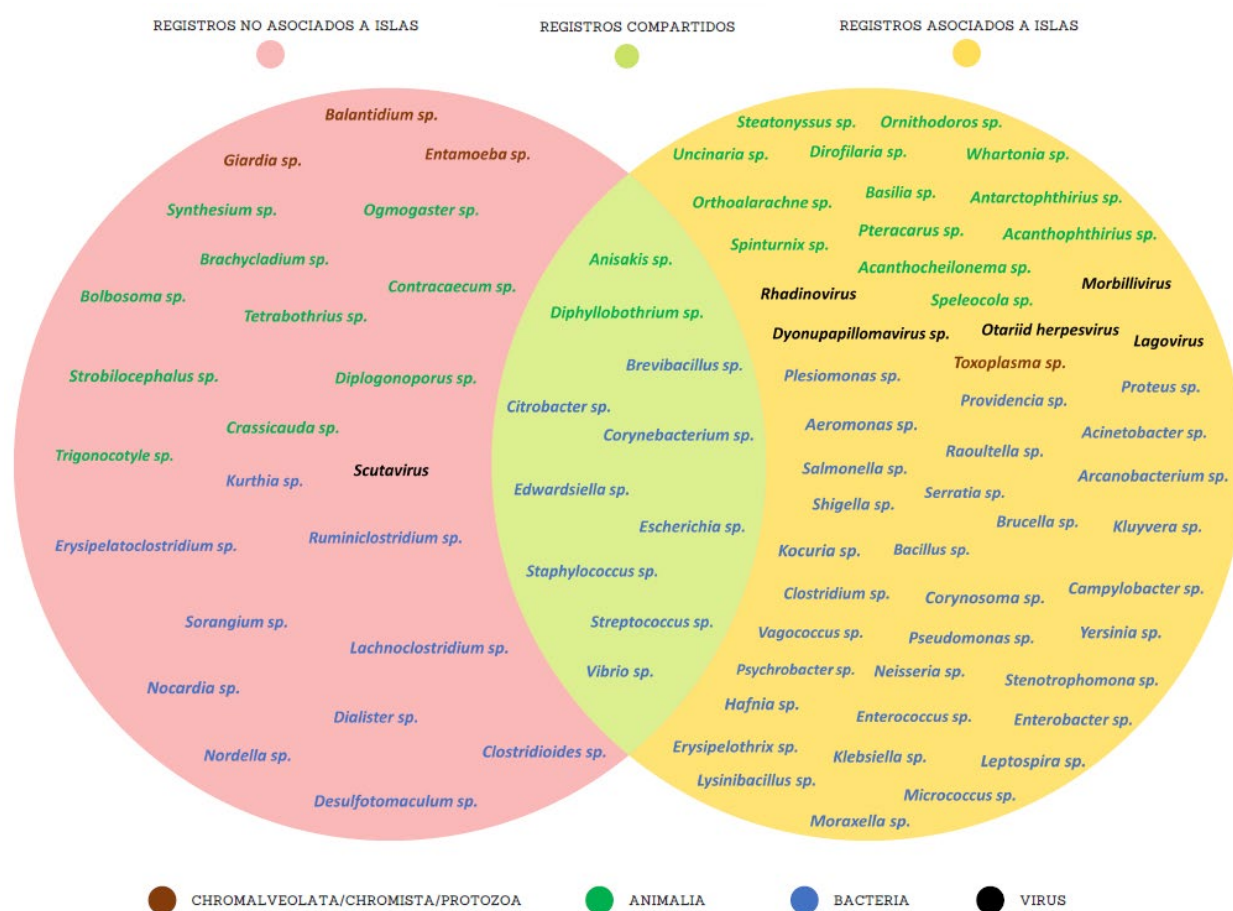 REGISTROS NO ASOCIADOS A ISLAS
REGISTROS COMPARTIDOS
REGISTROS ASOCIADOS A ISLAS
Balantidium sp.
Giardia sp.
Entamoeba sp.
Synthesium sp.
Ogmogaster sp.
Brachycladium sp.
Bolbosoma sp.
Contracaecum sp.
Tetrabothrius sp.
Strobilocephalus sp.
Diplogonoporus sp.
Crassicauda sp.
Trigonocotyle sp.
Scutavirus
Kurthia sp.
Erysipelatoclostridium sp.
Ruminiclostridium sp.
Sorangium sp.
Lachnoclostridium sp.
Nocardia sp.
Dialister sp.
Nordella sp.
Clostridioides sp.
Desulfotomaculum sp.
Anisakis sp.
Diphyllobothrium sp.
Brevibacillus sp.
Citrobacter sp.
Corynebacterium sp.
Edwardsiella sp.
Escherichia sp.
Staphylococcus sp.
Streptococcus sp.
Vibrio sp.
Steatonyssus sp.
Ornithodoros sp.
Uncinaria sp.
Dirofilaria sp.
Whartonia sp.
Orthoalarachne sp.
Basilia sp.
Antarctophthirius sp.
Spinturnix sp.
Pteracarus sp.
Acanthophthirius sp.
Acanthocheilonema sp.
Rhadinovirus
Speleocola sp.
Morbillivirus
Dyonupapillomavirus sp.
Otariid herpesvirus
Lagovirus
Toxoplasma sp.
Plesiomonas sp.
Providencia sp.
Proteus sp.
Aeromonas sp.
Raoultella sp.
Acinetobacter sp.
Salmonella sp.
Serratia sp.
Arcanobacterium sp.
Shigella sp.
Brucella sp.
Kluyvera sp.
Kocuria sp.
Bacillus sp.
Clostridium sp.
Corynosoma sp.
Campylobacter sp.
Vagococcus sp.
Pseudomonas sp.
Yersinia sp.
Psychrobacter sp.
Neisseria sp.
Stenotrophomona sp.
Hafnia sp.
Enterococcus sp.
Enterobacter sp.
Erysipelothrix sp.
Klebsiella sp.
Leptospira sp.
Lysinibacillus sp.
Micrococcus sp.
Moraxella sp.
CHROMALVEOLATA/CHROMISTA/PROTOZOA
ANIMALIA
BACTERIA
VIRUS